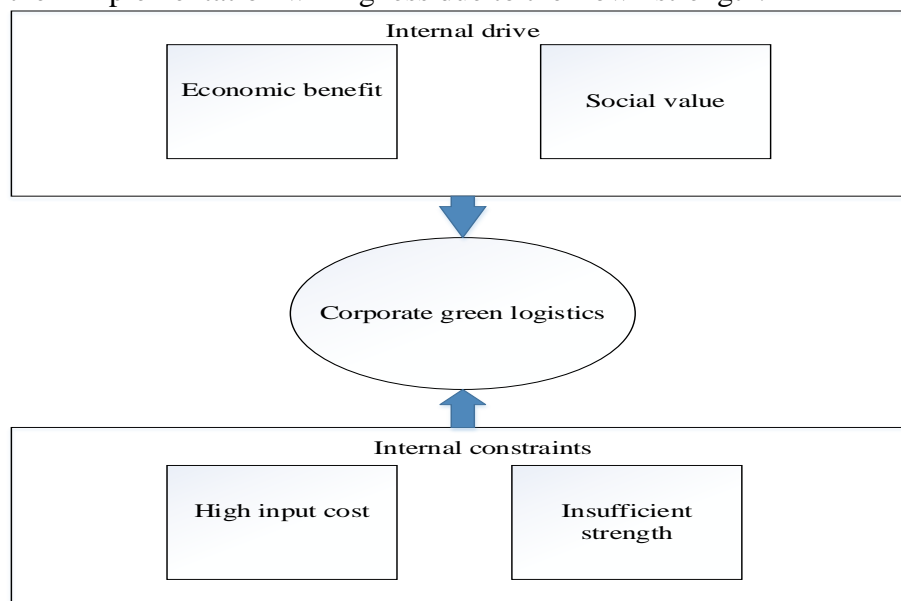 Internal drive
Economic benefit
Social value
Corporate green logistics
Internal constraints
High input cost
Insufficient
strength